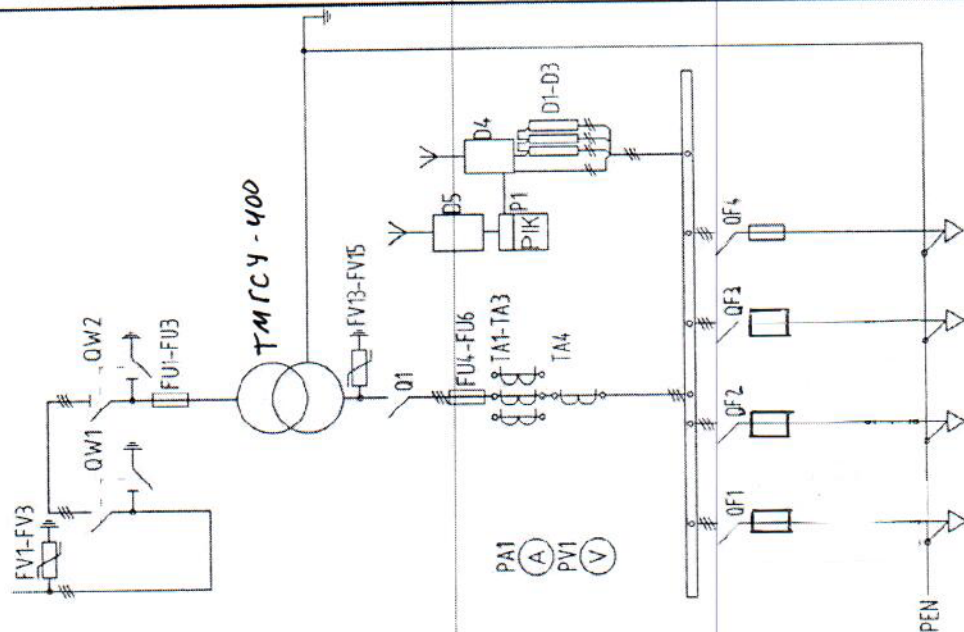 FV1-FV3
QW1
QW2
FU1-FU3
ТМГСУ-400
FV13-FV15
Q1
FU4-FU6
TA1-TA3
TA4
D5
D4
D1-D3
P1
PIK
PA1
A
PV1
V
QF1
QF2
QF3
QF4
PEN